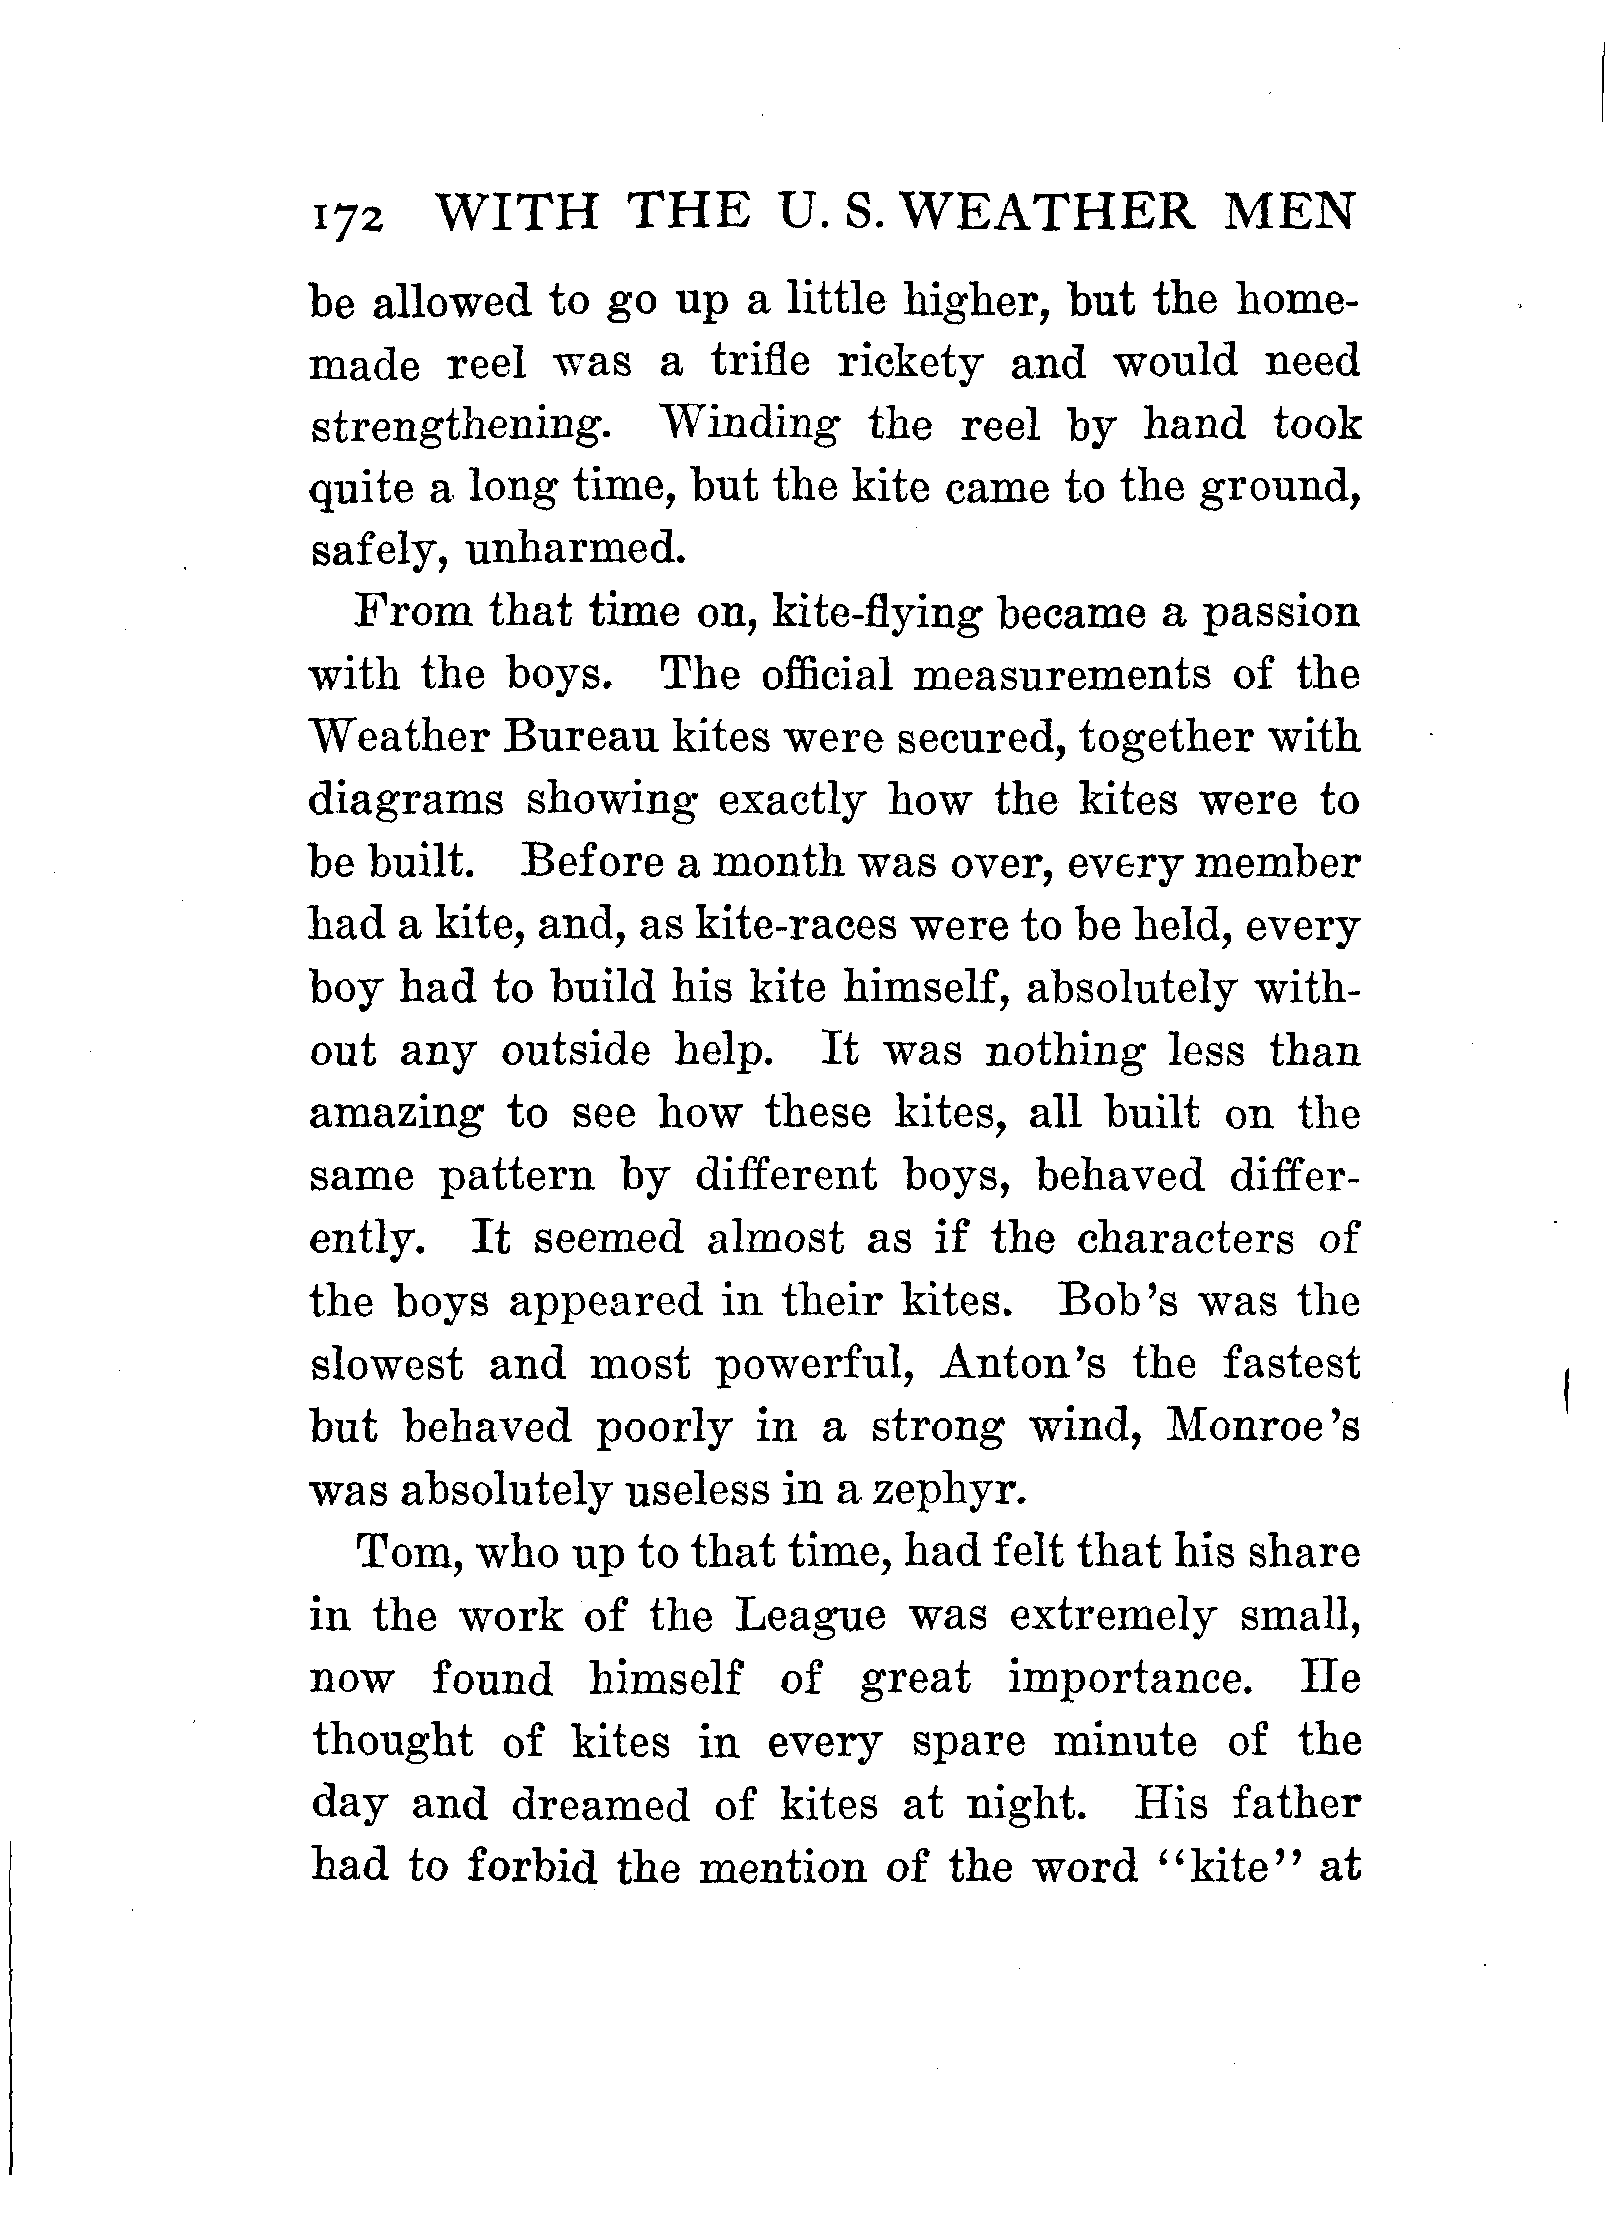 172 WITH THE U. S. WEATHER MEN
be allowed to go up a little higher, but the home-
made reel was a trifle rickety and would need
strengthening. Winding the reel by hand took
quite a long time, but the kite came to the ground,
safely, unharmed.
From that time on, kite-flying became a passion
with the boys. The official measurements of the
Weather Bureau kites were secured, together with
diagrams showing exactly how the kites were to
be built. Before a month was over, every member
had a kite, and, as kite-races were to be held, every
boy had to build his kite himself, absolutely with-
out any outside help. It was nothing less than
amazing to see how these kites, all built on the
same pattern by different boys, behaved differ-
ently. It seemed almost as if the characters of
the boys appeared in their kites. Bob's was the
slowest and most powerful, Anton's the fastest
but behaved poorly in a strong wind, Monroe's
was absolutely useless in a zephyr.
Tom, who up to that time, had felt that his share
in the work of the League was extremely small,
now found himself of great importance. He
thought of kites in every spare minute of the
day and dreamed of kites at night. His father
had to forbid the mention of the word "kite" at